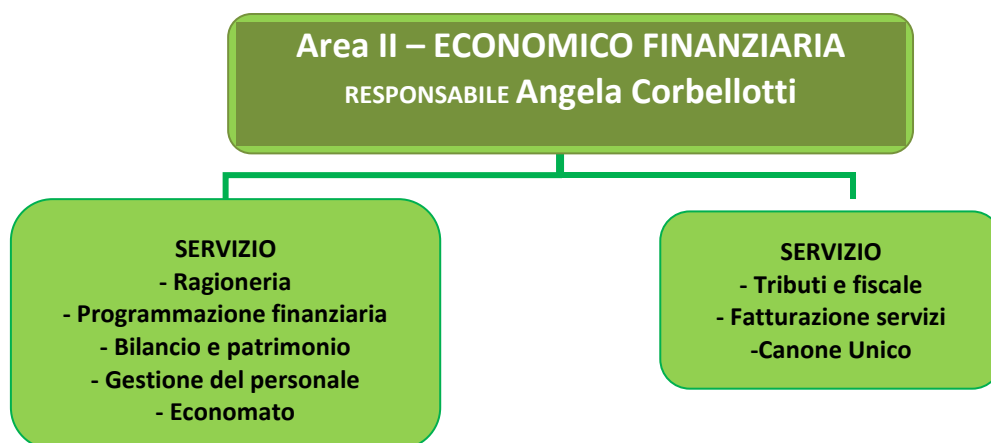 Area II – ECONOMICO FINANZIARIA
RESPONSABILE Angela Corbellotti
SERVIZIO
- Ragioneria
- Programmazione finanziaria
- Bilancio e patrimonio
- Gestione del personale
- Economato
SERVIZIO
- Tributi e fiscale
- Fatturazione servizi
-Canone Unico